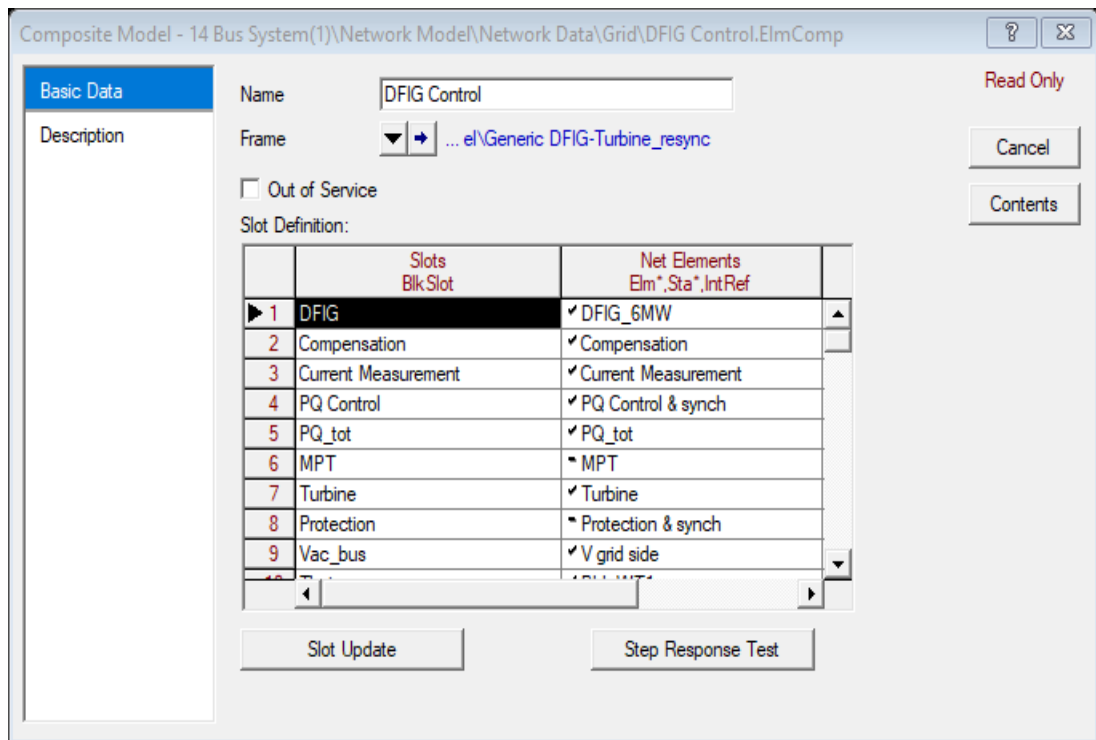 Composite Model - 14 Bus System(1)\Network Model\Network Data\Grid\DFIG Control.ElmComp
Basic Data
Description
Name DFIG Control
Frame ... el\Generic DFIG-Turbine_resync
Out of Service
Slot Definition:
Slots Net Elements
BlkSlot Elm*,Sta*,IntRef
1 DFIG DFIG_6MW
2 Compensation Compensation
3 Current Measurement Current Measurement
4 PQ Control PQ Control & synch
5 PQ_tot PQ_tot
6 MPT MPT
7 Turbine Turbine
8 Protection Protection & synch
9 Vac_bus V grid side
Slot Update Step Response Test
Read Only
Cancel
Contents